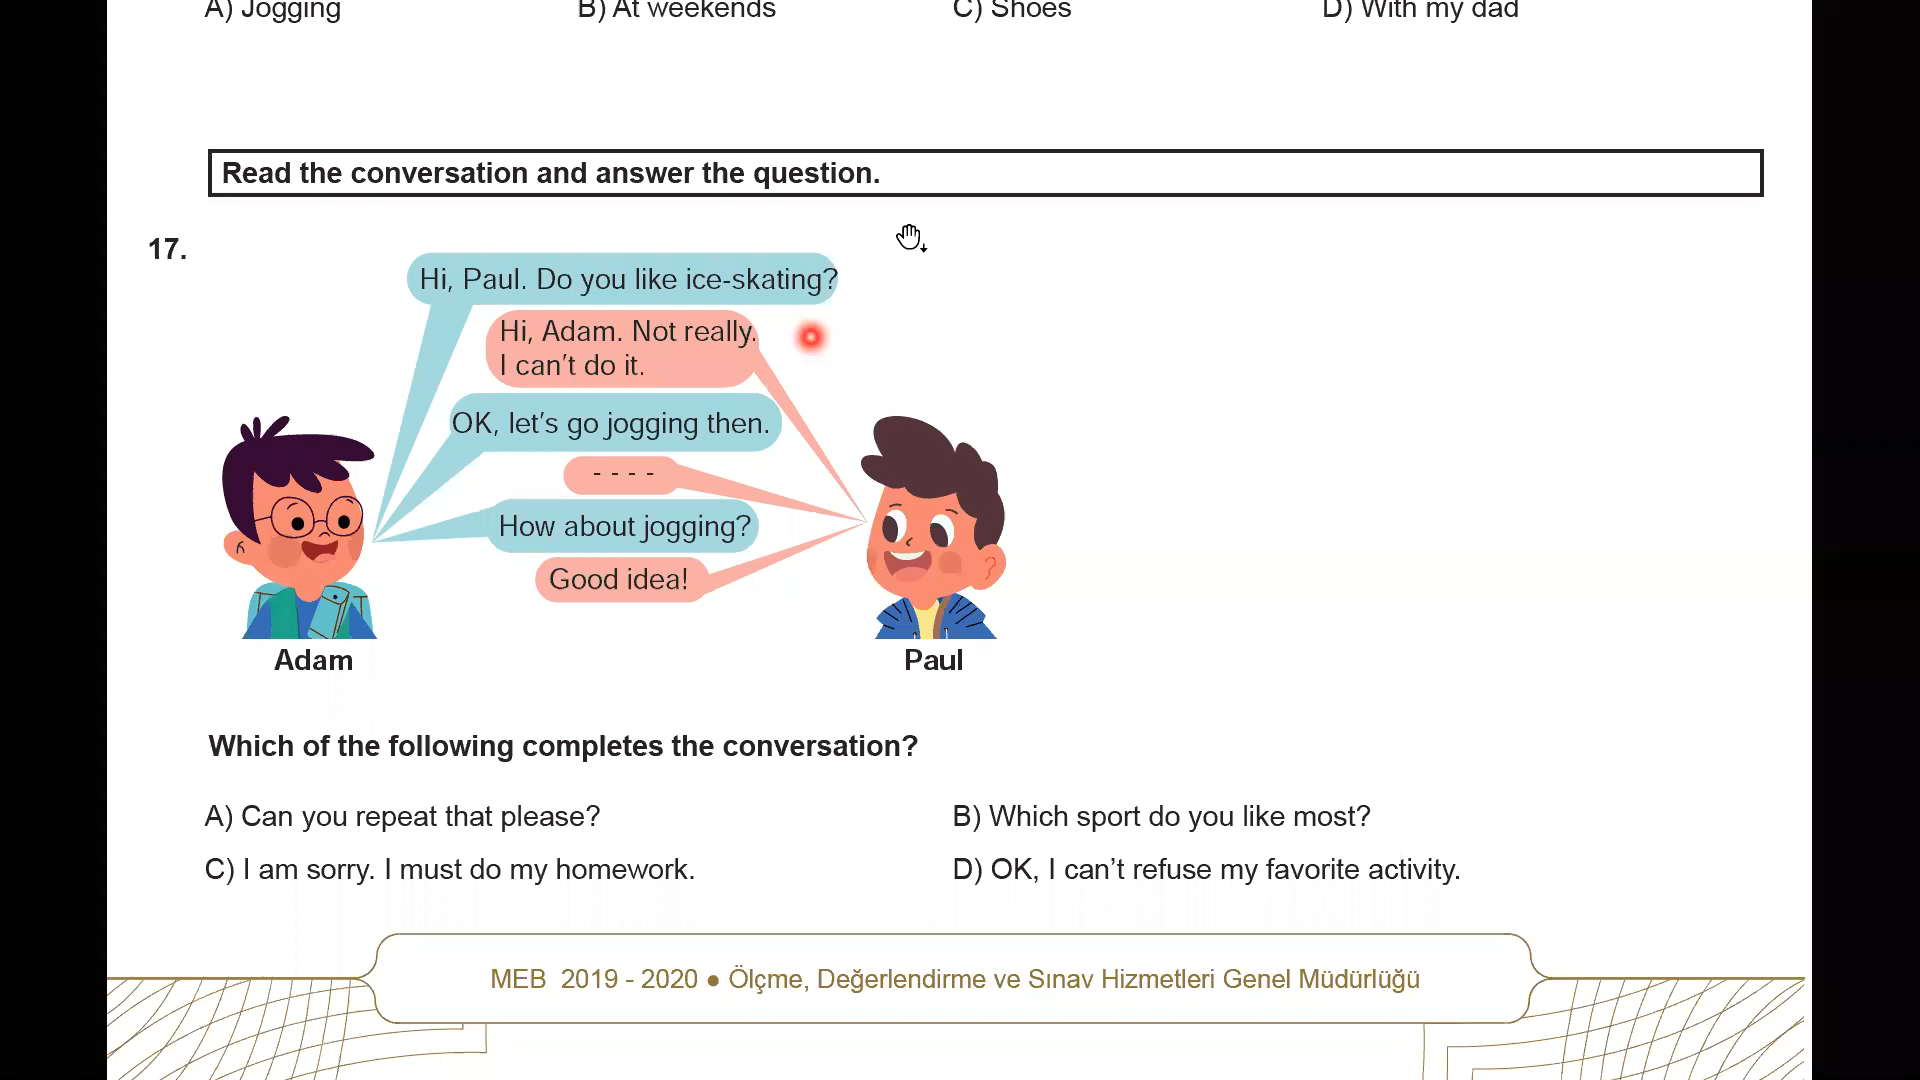 A) Jogging B) At weekends C) Shoes D) With my dad
Read the conversation and answer the question.
17.
Hi, Paul. Do you like ice-skating?
Hi, Adam. Not really.
I can't do it.
OK, let's go jogging then.
- - - -
How about jogging?
Good idea!
Adam
Paul
Which of the following completes the conversation?
A) Can you repeat that please? B) Which sport do you like most?
C) I am sorry. I must do my homework. D) OK, I can't refuse my favorite activity.
MEB 2019 - 2020 ● Ölçme, Değerlendirme ve Sınav Hizmetleri Genel Müdürlüğü